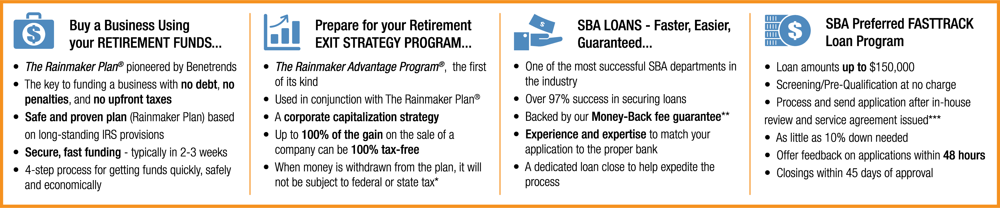 Buy a Business Using
your RETIREMENT FUNDS...
• The Rainmaker Plan® pioneered by Benetrends
• The key to funding a business with no debt, no
penalties, and no upfront taxes
• Safe and proven plan (Rainmaker Plan) based
on long-standing IRS provisions
• Secure, fast funding - typically in 2-3 weeks
• 4-step process for getting funds quickly, safely
and economically
Prepare for your Retirement
EXIT STRATEGY PROGRAM...
• The Rainmaker Advantage Program®, the first
of its kind
• Used in conjunction with The Rainmaker Plan®
• A corporate capitalization strategy
• Up to 100% of the gain on the sale of a
company can be 100% tax-free
• When money is withdrawn from the plan, it will
not be subject to federal or state tax*
SBA LOANS - Faster, Easier,
Guaranteed...
• One of the most successful SBA departments in
the industry
• Over 97% success in securing loans
• Backed by our Money-Back fee guarantee**
• Experience and expertise to match your
application to the proper bank
• A dedicated loan close to help expedite the
process
SBA Preferred FASTTRACK
Loan Program
• Loan amounts up to $150,000
• Screening/Pre-Qualification at no charge
• Process and send application after in-house
review and service agreement issued***
• As little as 10% down needed
• Offer feedback on applications within 48 hours
• Closings within 45 days of approval